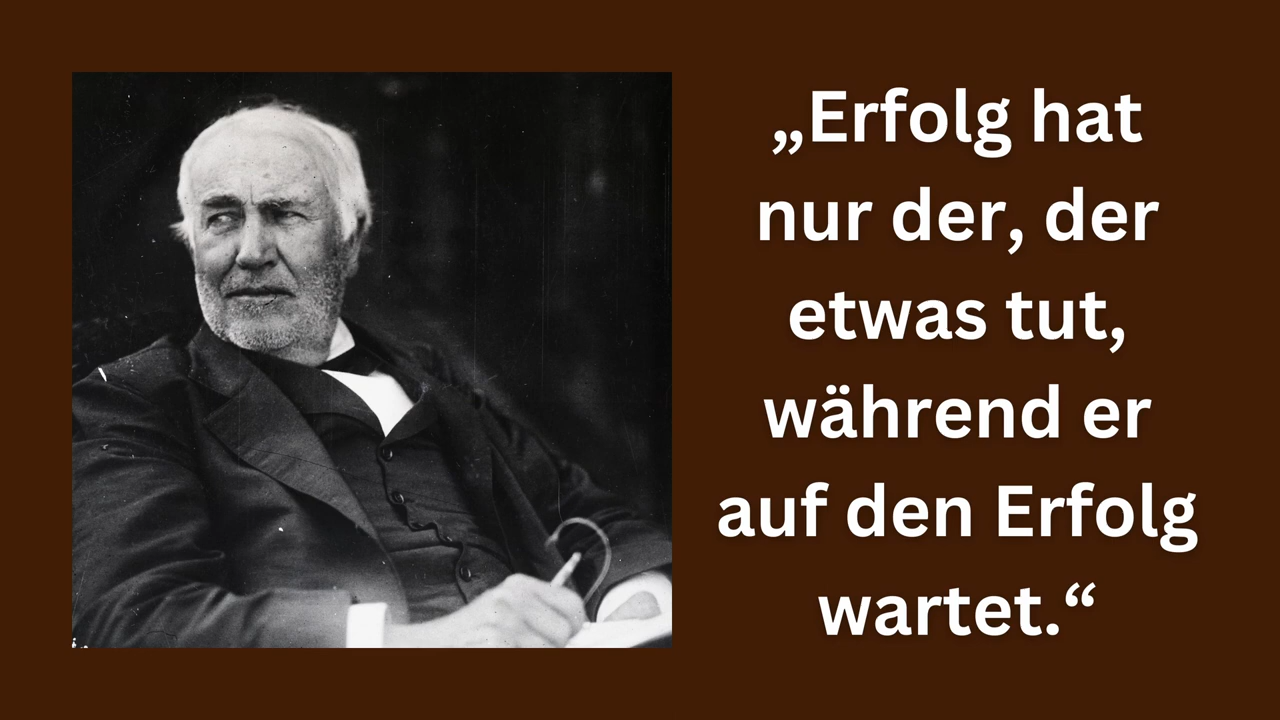 „Erfolg hat
nur der, der
etwas tut,
während er
auf den Erfolg
wartet.“